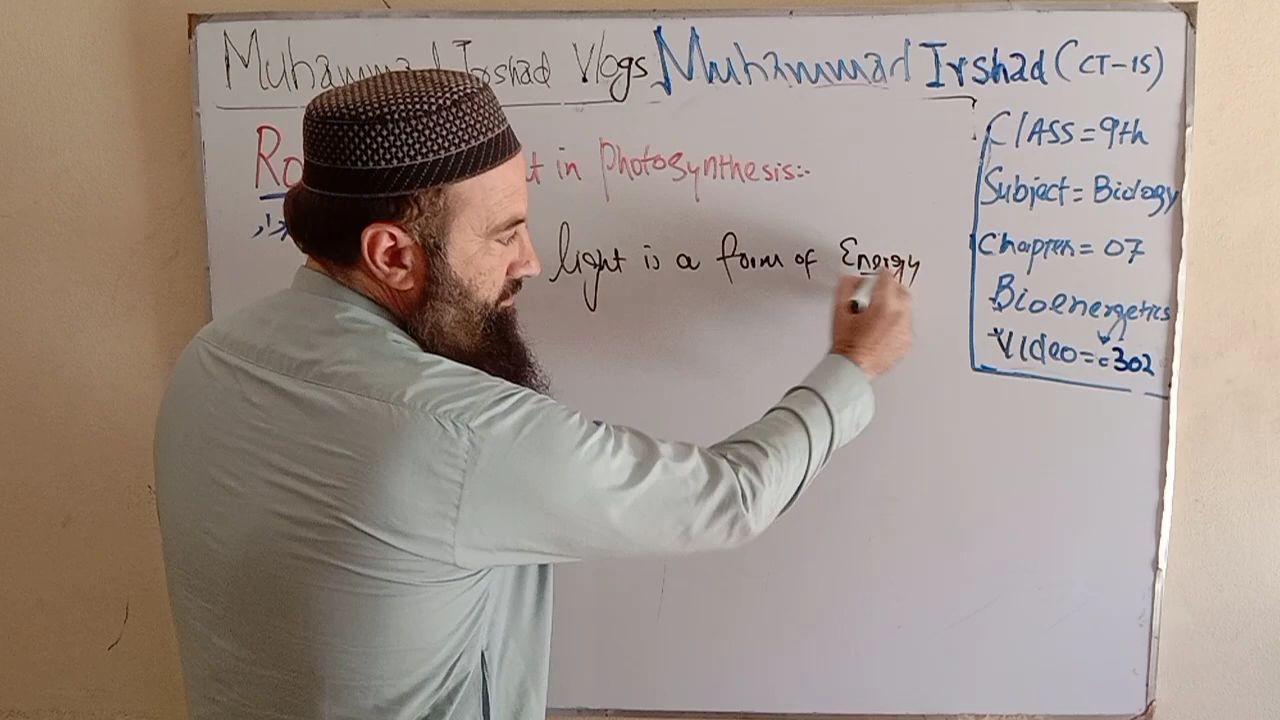 Muhammad Irshad Vlogs Muhammad Irshad (CT-15)
Ro t in Photosynthesis:-
light is a form of Energy
CLASS = 9th
Subject = Biology
Chapter = 07
Bioenergetics
Video = 302